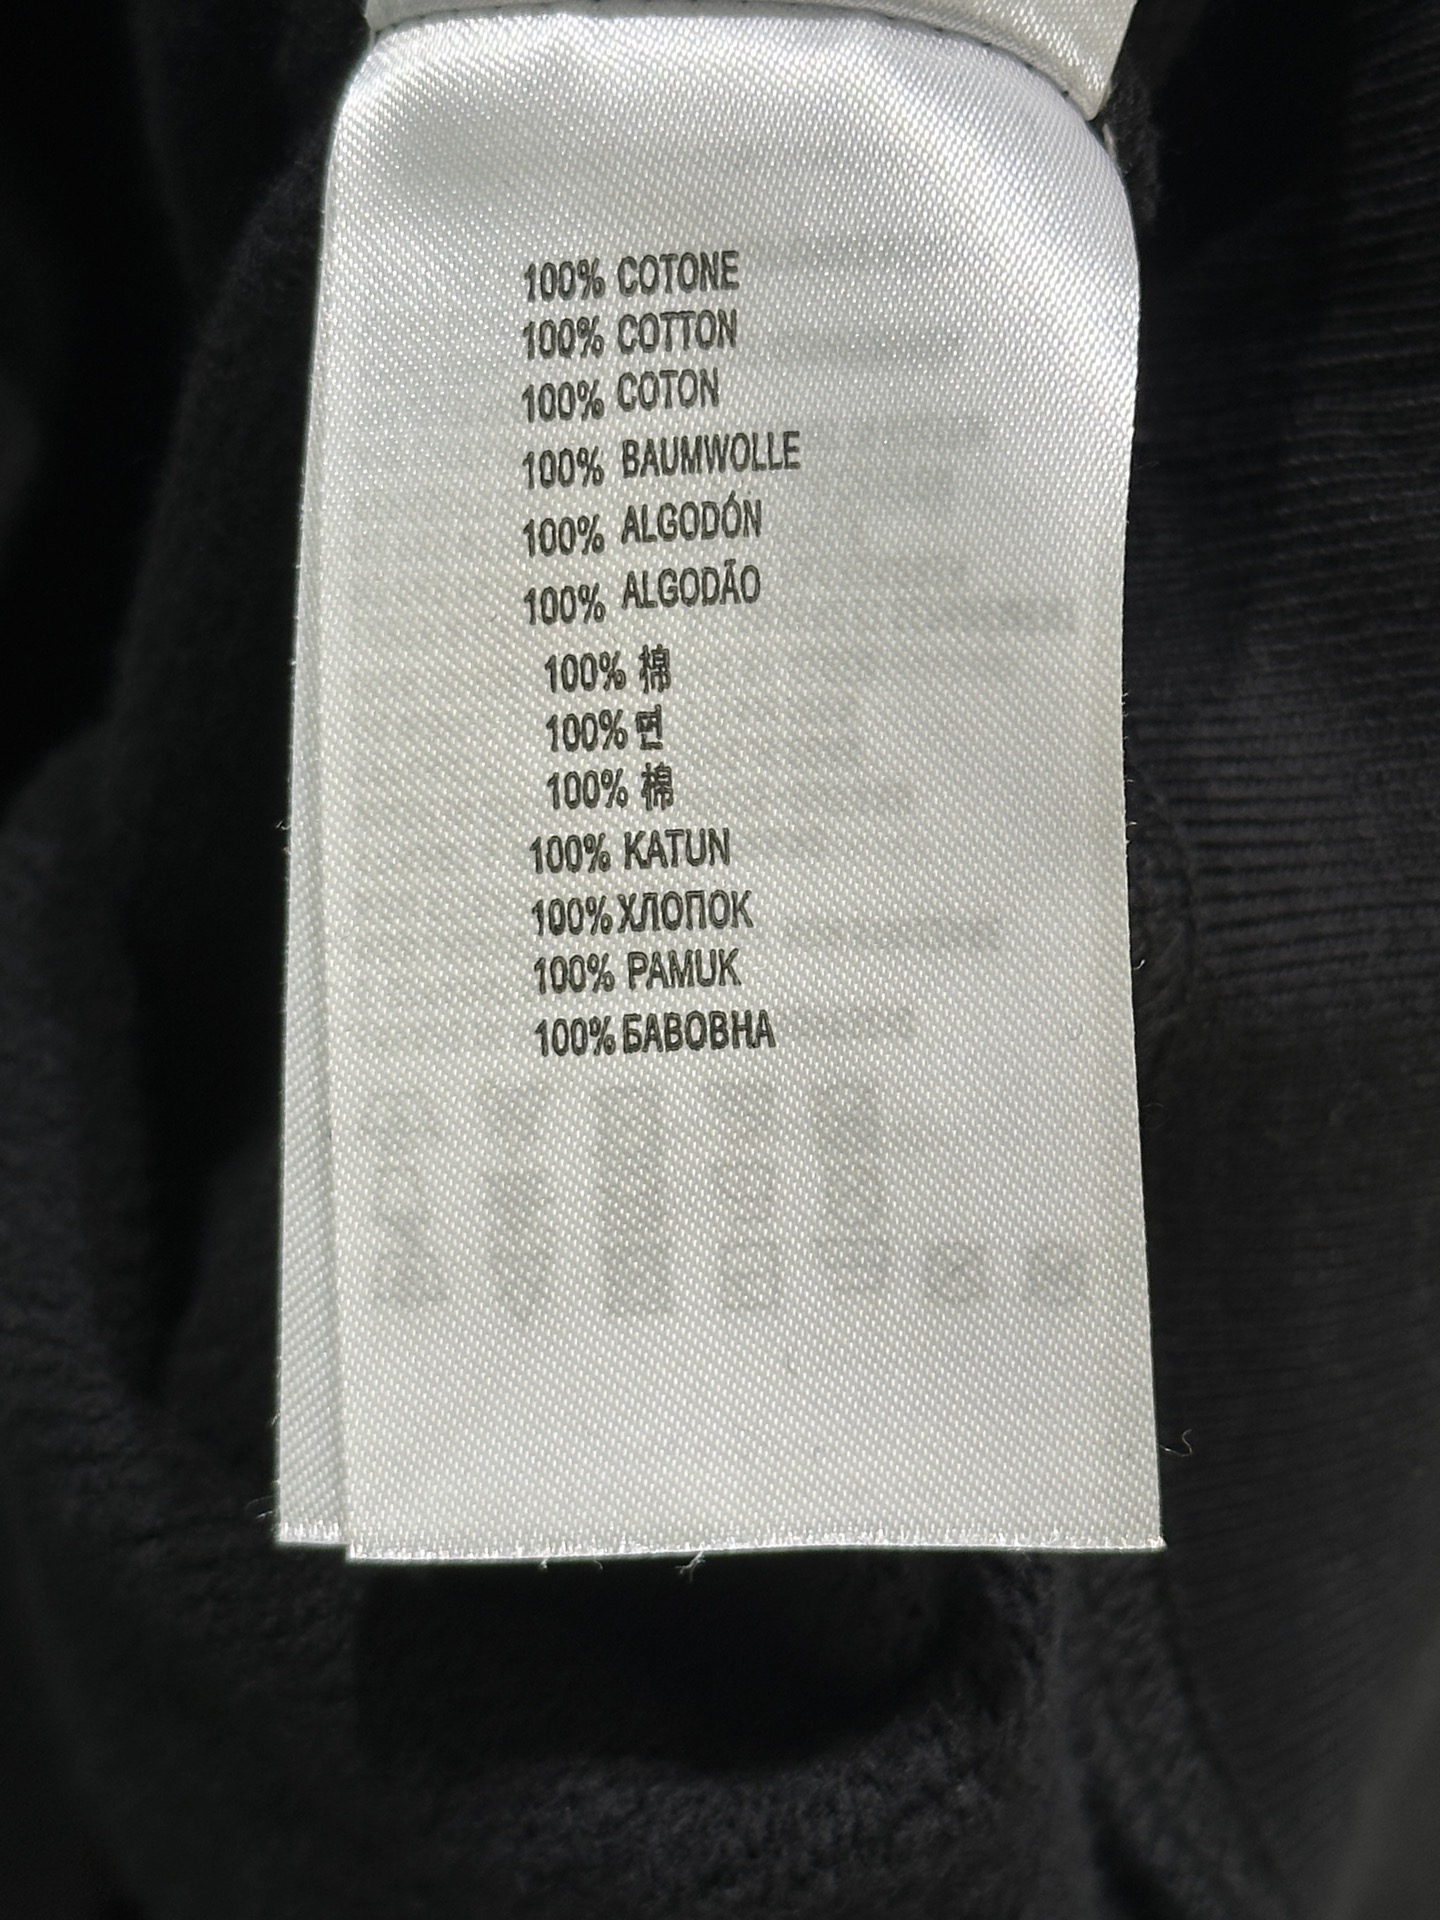 100% COTONE
100% COTTON
100% COTON
100% BAUMWOLLE
100% ALGODÓN
100% ALGODÃO
100% 棉
100% 면
100% 棉
100% KATUN
100% ХЛОПОК
100% PAMUK
100% БАВОВНА